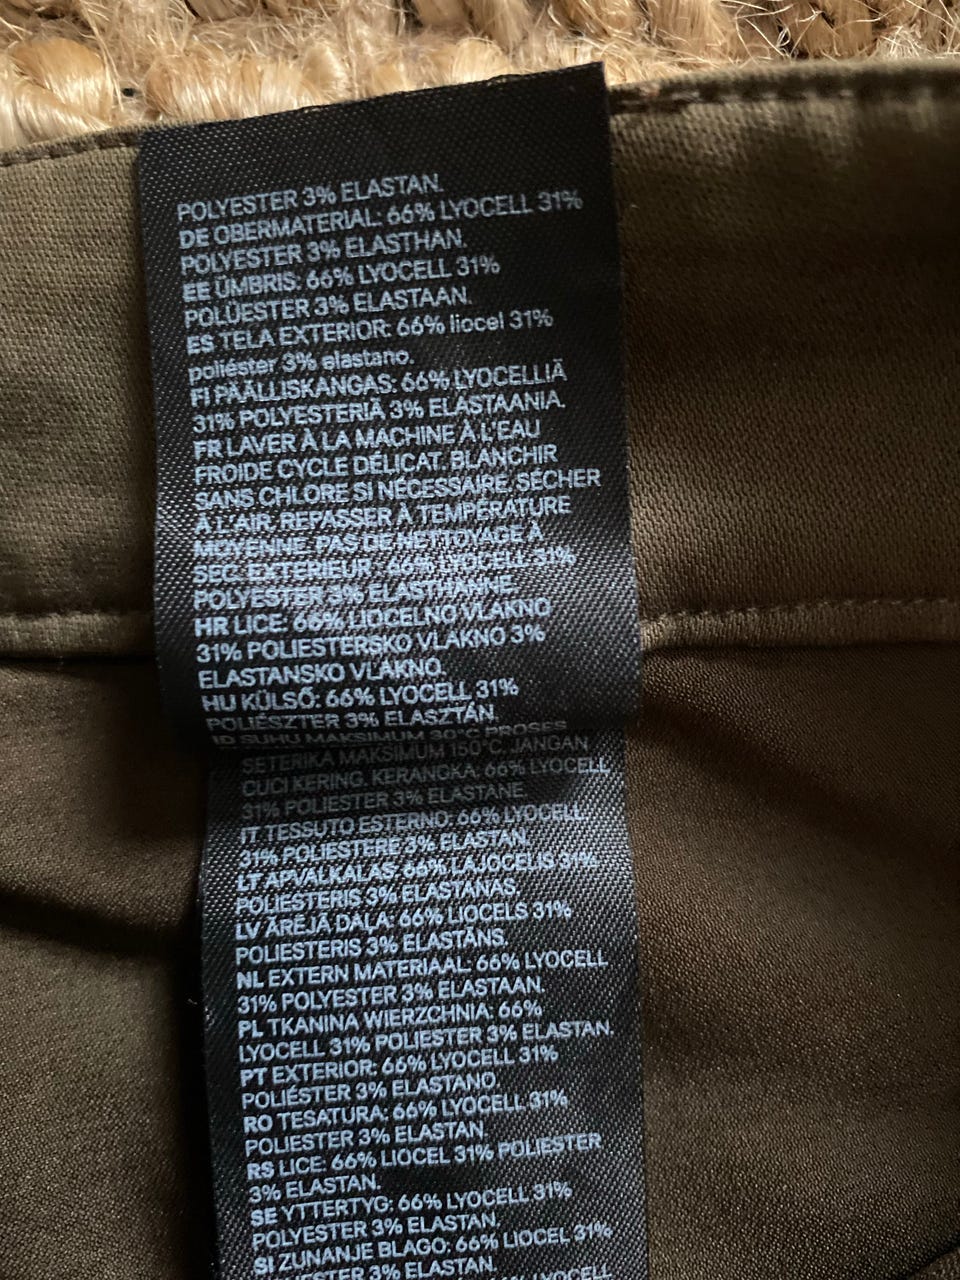 POLYESTER 3% ELASTAN.
DE OBERMATERIAL: 66% LYOCELL 31%
POLYESTER 3% ELASTHAN.
EE ÜMBRIS: 66% LYOCELL 31%
POLÜESTER 3% ELASTAAN.
ES TELA EXTERIOR: 66% liocel 31%
poliéster 3% elastano.
FI PÄÄLLISKANGAS: 66% LYOCELLIÄ
31% POLYESTERIÄ 3% ELASTAANIA.
FR LAVER À LA MACHINE À L'EAU
FROIDE CYCLE DÉLICAT. BLANCHIR
SANS CHLORE SI NÉCESSAIRE. SÉCHER
À L'AIR. REPASSER À TEMPÉRATURE
MOYENNE. PAS DE NETTOYAGE À
SEC. EXTERIEUR : 66% LYOCELL 31%
POLYESTER 3% ELASTHANNE.
HR LICE: 66% LIOCELNO VLAKNO
31% POLIESTERSKO VLAKNO 3%
ELASTANSKO VLAKNO.
HU KÜLSŐ: 66% LYOCELL 31%
POLIÉSZTER 3% ELASZTÁN.
ID SUHU MAKSIMUM 30°C PROSES
SETERIKA MAKSIMUM 150°C. JANGAN
CUCI KERING. KERANGKA: 66% LYOCELL
31% POLIESTER 3% ELASTANE
IT TESSUTO ESTERNO: 66% LYOCELL
31% POLIESTERE 3% ELASTAN.
LT APVALKALAS: 66% LAJOCELIS 31%
POLIESTERIS 3% ELASTANAS.
LV ĀRĒJĀ DAĻA: 66% LIOCELS 31%
POLIESTERIS 3% ELASTĀNS.
NL EXTERN MATERIAAL: 66% LYOCELL
31% POLYESTER 3% ELASTAAN.
PL TKANINA WIERZCHNIA: 66%
LYOCELL 31% POLIESTER 3% ELASTAN.
PT EXTERIOR: 66% LYOCELL 31%
POLIÉSTER 3% ELASTANO.
RO TESATURA: 66% LYOCELL 31%
POLIESTER 3% ELASTAN.
RS LICE: 66% LIOCEL 31% POLIESTER
3% ELASTAN.
SE YTTERTYG: 66% LYOCELL 31%
POLYESTER 3% ELASTAN.
SI ZUNANJE BLAGO: 66% LIOCEL 31%
POLIESTER 3% ELASTAN.